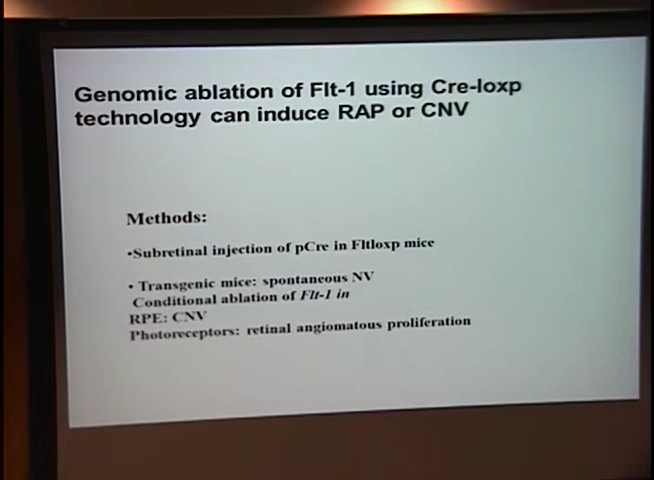 Genomic ablation of Flt-1 using Cre-loxp
technology can induce RAP or CNV
Methods:
•Subretinal injection of pCre in Fltloxp mice
• Transgenic mice: spontaneous NV
Conditional ablation of Flt-1 in
RPE: CNV
Photoreceptors: retinal angiomatous proliferation